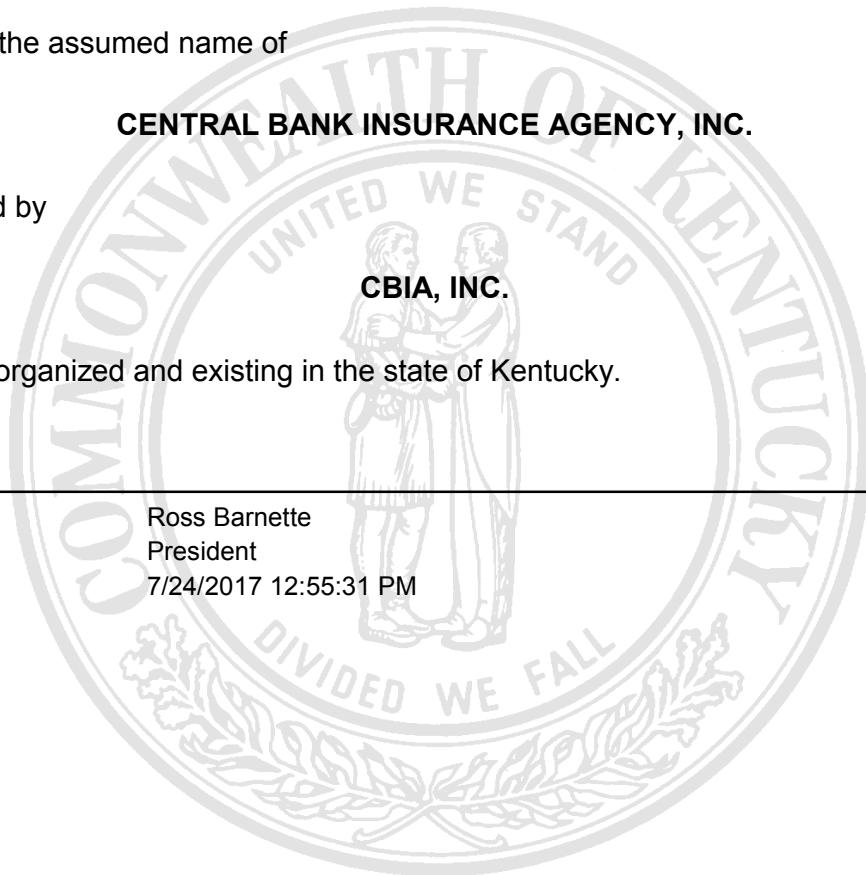 the assumed name of
CENTRAL BANK INSURANCE AGENCY, INC.
d by
CBIA, INC.
organized and existing in the state of Kentucky.
Ross Barnette
President
7/24/2017 12:55:31 PM
COMMONWEALTH OF KENTUCKY
UNITED WE STAND
DIVIDED WE FALL